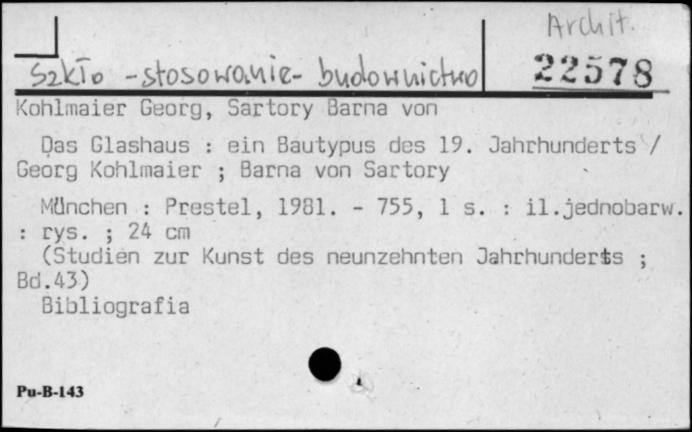 Archit.
Szkło - stosowanie - budownictwo
22578
Kohlmaier Georg, Sartory Barna von
Das Glashaus : ein Bautypus des 19. Jahrhunderts /
Georg Kohlmaier ; Barna von Sartory
München : Prestel, 1981. - 755, 1 s. : il.jednobarw.
: rys. ; 24 cm
(Studien zur Kunst des neunzehnten Jahrhunderts ;
Bd.43)
Bibliografia
Pu-B-143